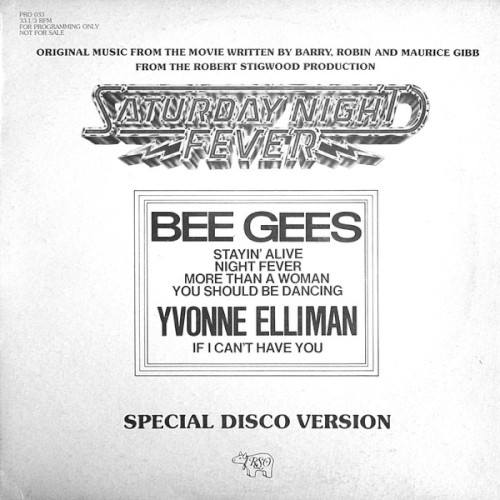 PRO 033
33 1/3 RPM
FOR PROGRAMMING ONLY
NOT FOR SALE
ORIGINAL MUSIC FROM THE MOVIE WRITTEN BY BARRY, ROBIN AND MAURICE GIBB
FROM THE ROBERT STIGWOOD PRODUCTION
SATURDAY NIGHT
FEVER
BEE GEES
STAYIN' ALIVE
NIGHT FEVER
MORE THAN A WOMAN
YOU SHOULD BE DANCING
YVONNE ELLIMAN
IF I CAN'T HAVE YOU
SPECIAL DISCO VERSION
RSO